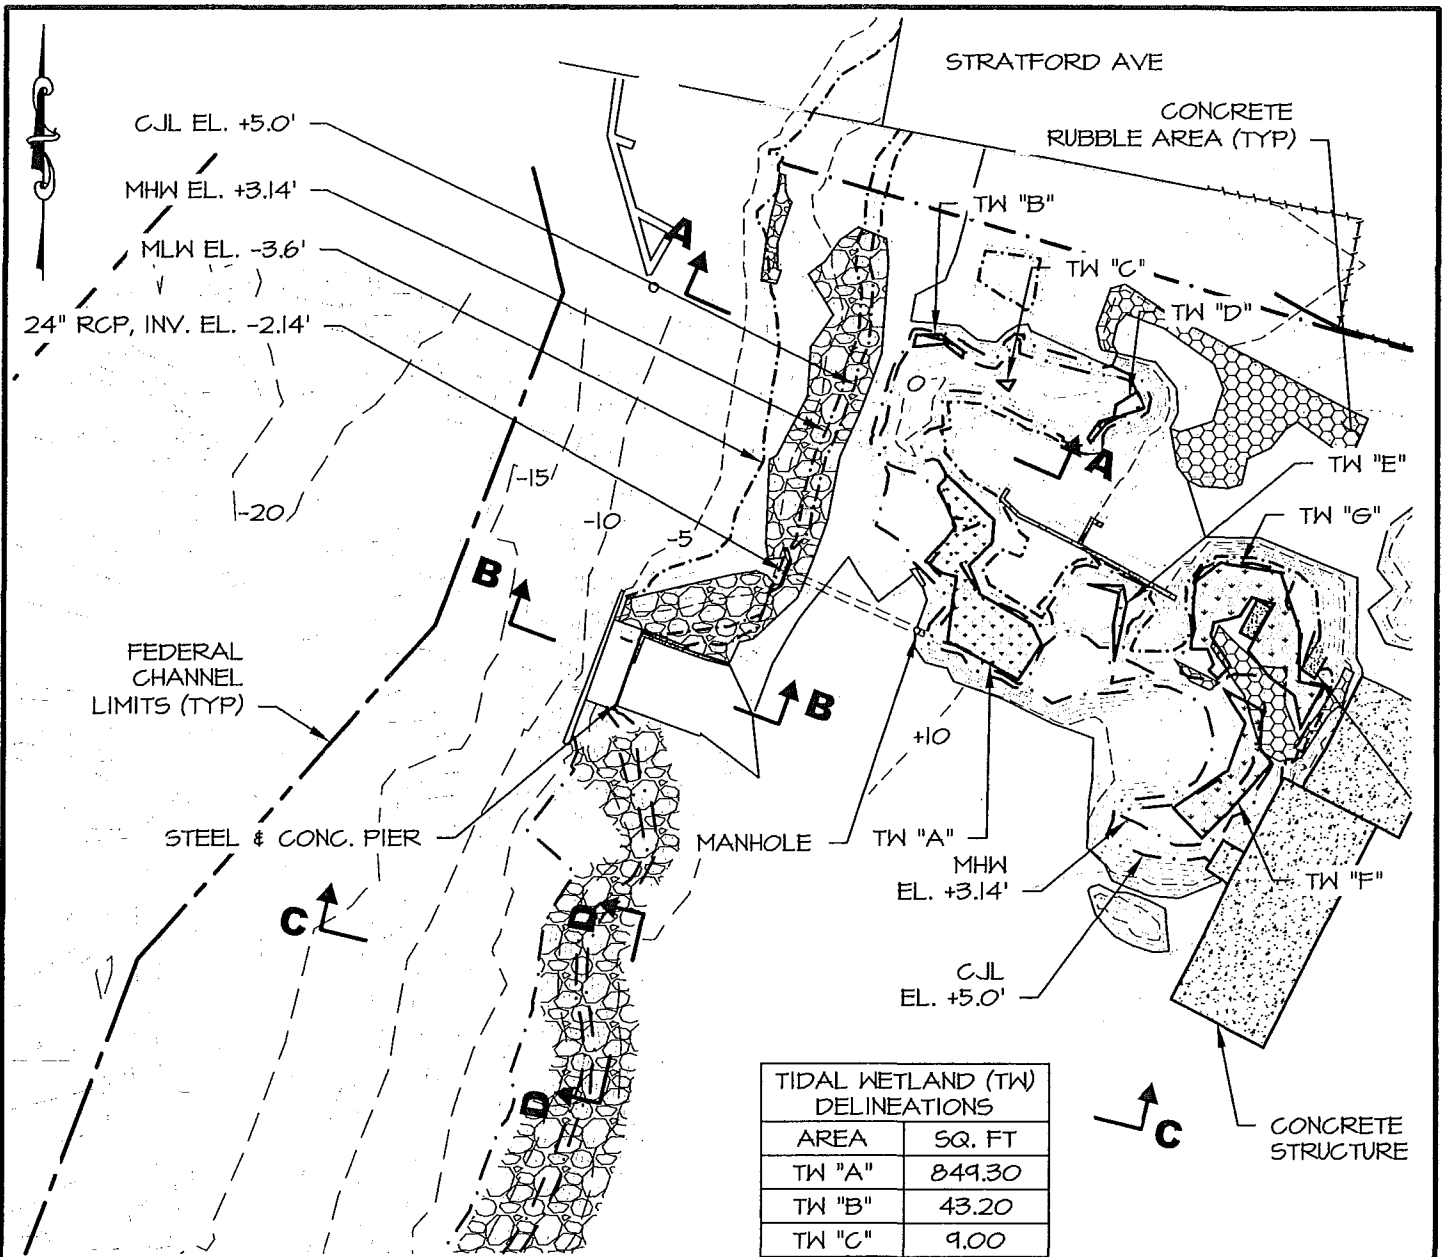 STRATFORD AVE
CONCRETE
RUBBLE AREA (TYP)
CJL EL. +5.0'
MHW EL. +3.14'
MLW EL. -3.6'
24" RCP, INV. EL. -2.14'
A
TW "B"
TW "C"
TW "D"
0
A
TW "E"
TW "G"
-15
-20
-10
-5
B
FEDERAL
CHANNEL
LIMITS (TYP)
B
+10
STEEL & CONC. PIER
MANHOLE
TW "A"
MHW
EL. +3.14'
TW "F"
C
D
CJL
EL. +5.0'
D
C
CONCRETE
STRUCTURE
TIDAL WETLAND (TW)
DELINEATIONS
AREA SQ. FT
TW "A" 849.30
TW "B" 43.20
TW "C" 9.00